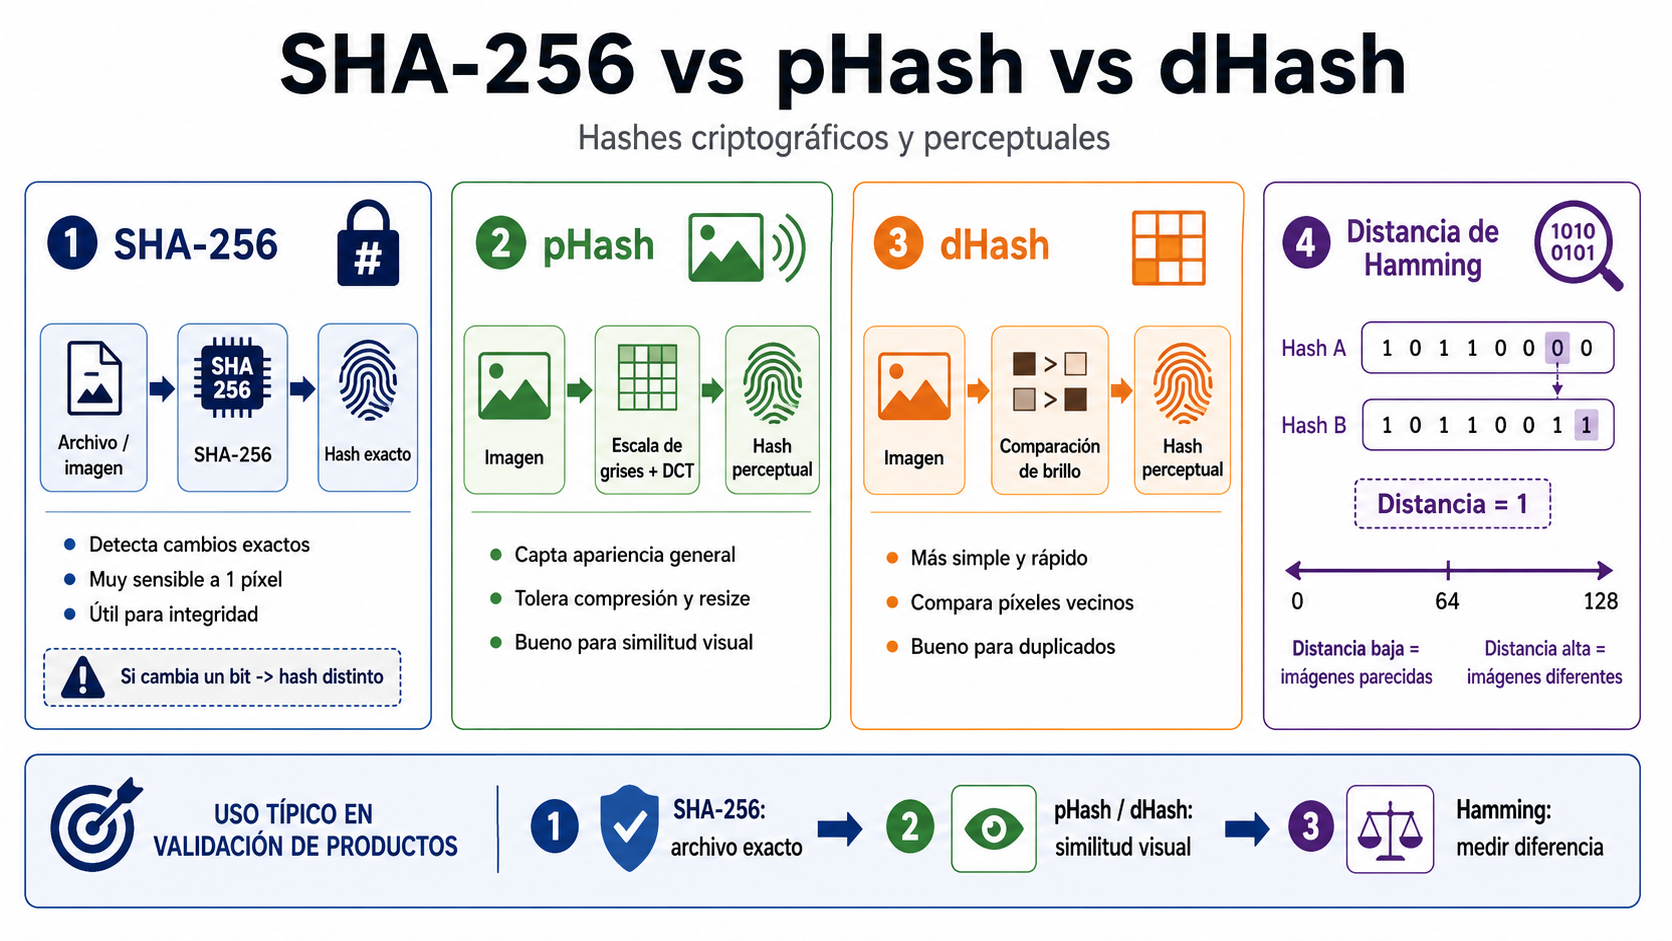 SHA-256 vs pHash vs dHash
Hashes criptográficos y perceptuales
1 SHA-256
#
Archivo /
imagen
SHA
256
SHA-256
Hash exacto
Detecta cambios exactos
Muy sensible a 1 píxel
Útil para integridad
! Si cambia un bit -> hash distinto
2 pHash
Imagen
Escala de
grises + DCT
Hash
perceptual
Capta apariencia general
Tolera compresión y resize
Bueno para similitud visual
3 dHash
Imagen
>
>
Comparación
de brillo
Hash
perceptual
Más simple y rápido
Compara píxeles vecinos
Bueno para duplicados
4 Distancia de
Hamming
1010
0101
Hash A 1 0 1 1 0 0 0 0
Hash B 1 0 1 1 0 0 1 1
Distancia = 1
0 64 128
Distancia baja =
imágenes parecidas
Distancia alta =
imágenes diferentes
USO TÍPICO EN
VALIDACIÓN DE PRODUCTOS
1 SHA-256:
archivo exacto
2 pHash / dHash:
similitud visual
3 Hamming:
medir diferencia